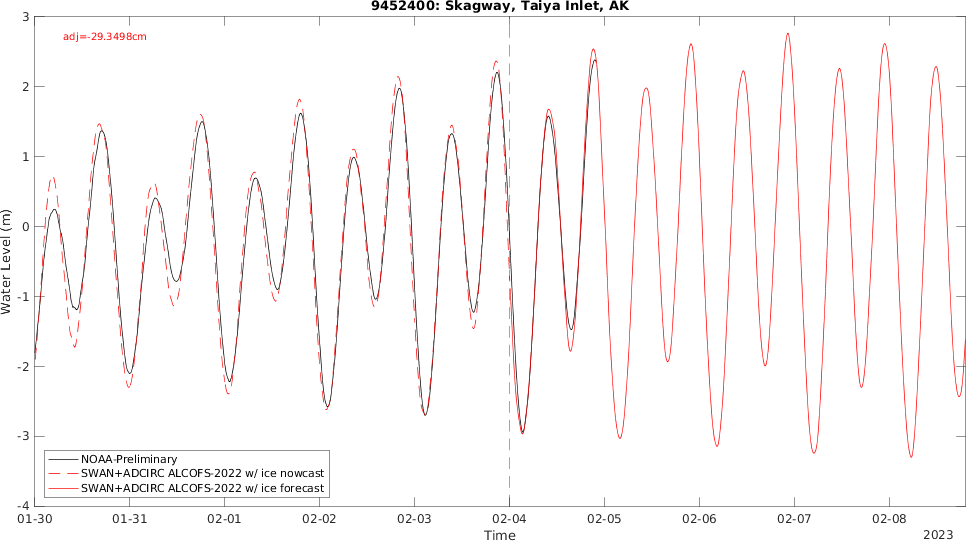 9452400: Skagway, Taiya Inlet, AK
adj=-29.3498cm
3
2
1
0
-1
-2
-3
-4
Water Level (m)
NOAA-Preliminary
SWAN+ADCIRC ALCOFS-2022 w/ ice nowcast
SWAN+ADCIRC ALCOFS-2022 w/ ice forecast
01-30 01-31 02-01 02-02 02-03 02-04 02-05 02-06 02-07 02-08
Time
2023